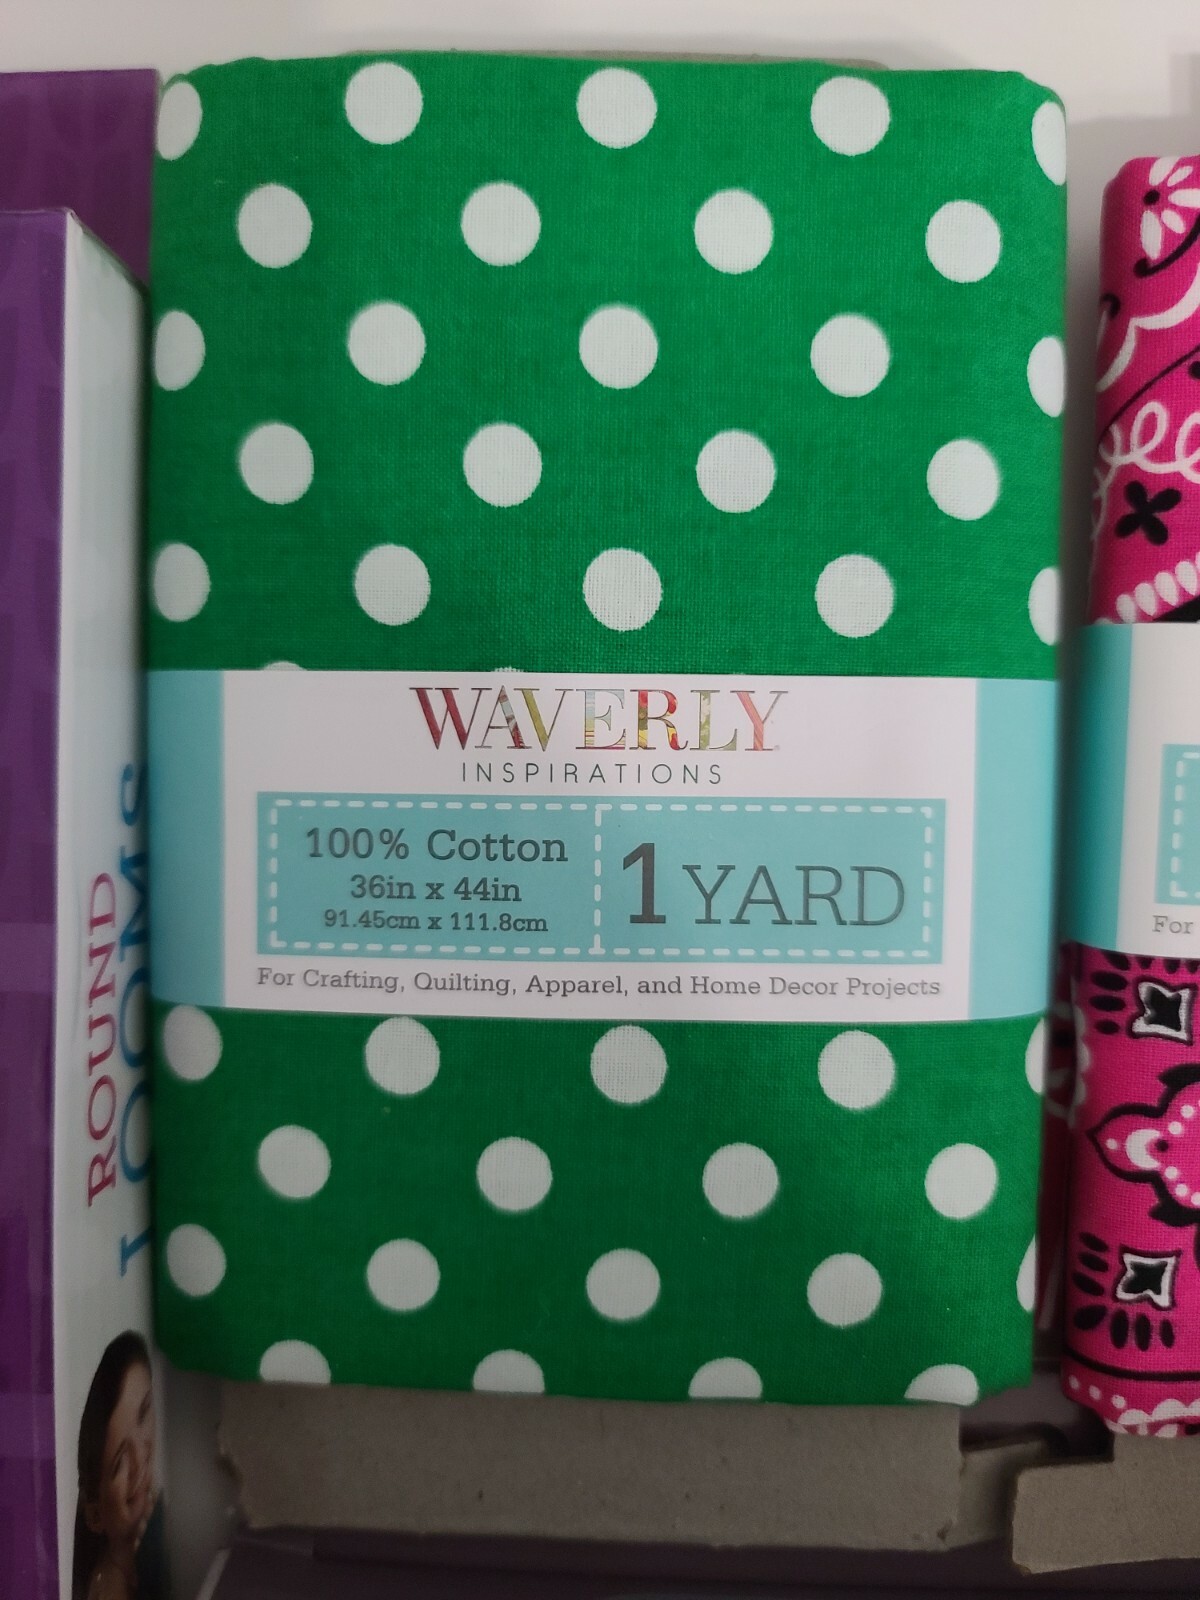 WAVERLY
INSPIRATIONS
100% Cotton
36in x 44in
91.45cm x 111.8cm
1 YARD
For Crafting, Quilting, Apparel, and Home Decor Projects
ROUND
LOOMS
For